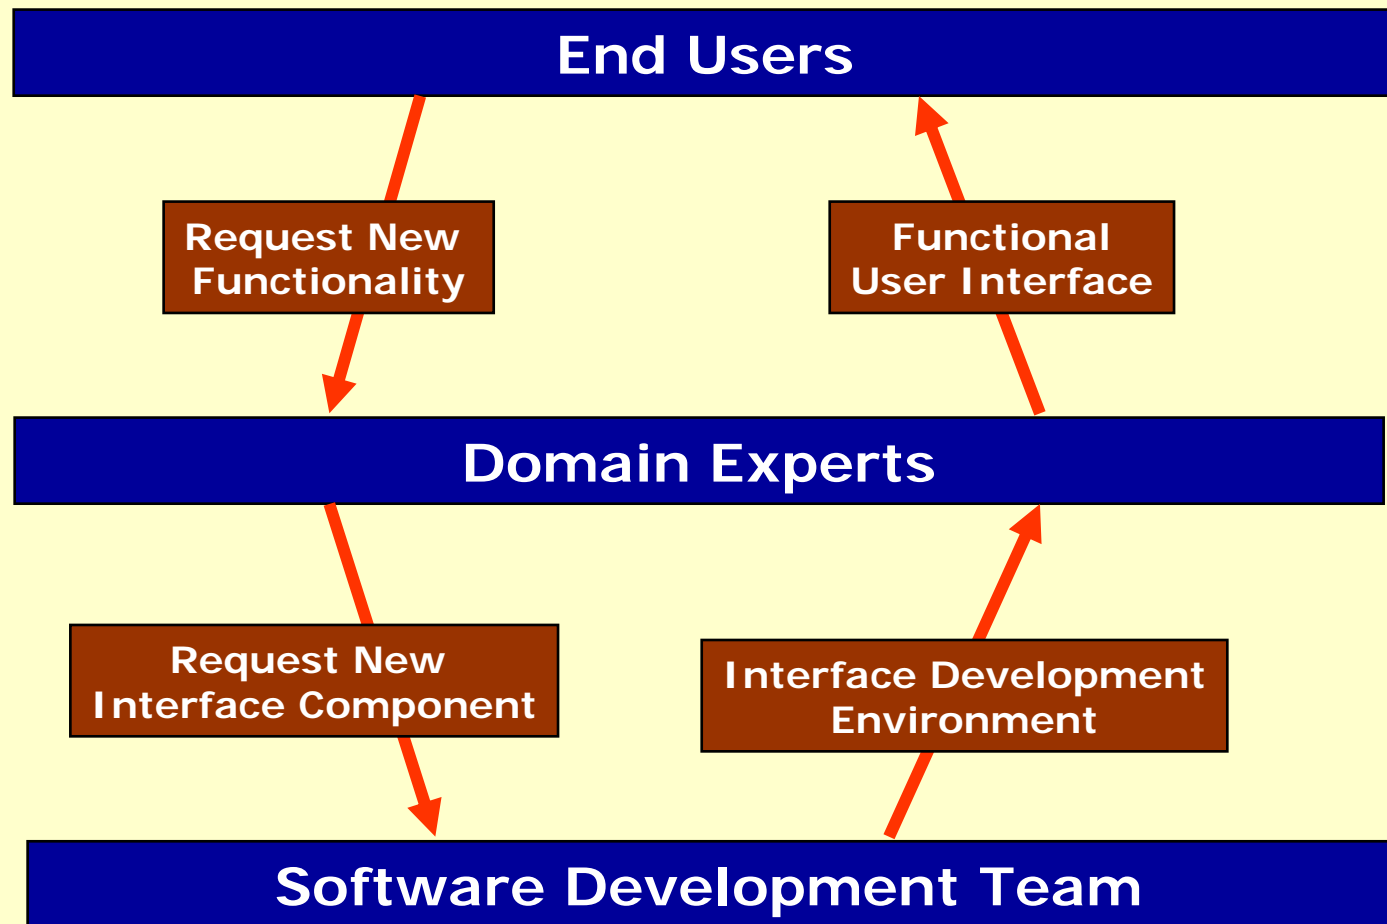 End Users
Request New
Functionality
Functional
User Interface
Domain Experts
Request New
Interface Component
Interface Development
Environment
Software Development Team